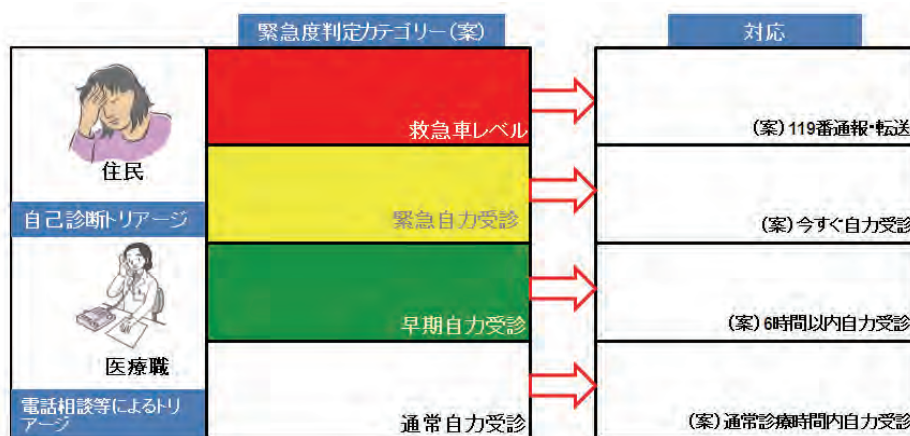 緊急度判定カテゴリー（案）
対応
住民
自己診断トリアージ
医療職
電話相談等によるトリ
アージ
救急車レベル
(案) 119番通報・転送
緊急自力受診
(案) 今すぐ自力受診
早期自力受診
(案) 6時間以内自力受診
通常自力受診
(案) 通常診療時間内自力受診